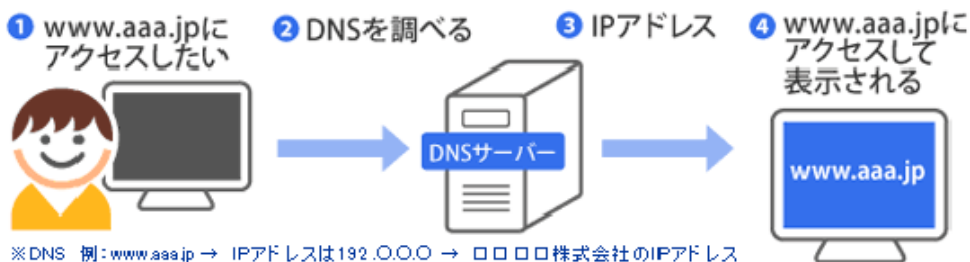 1 www.aaa.jpに
アクセスしたい
2 DNSを調べる
3 IPアドレス
4 www.aaa.jpに
アクセスして
表示される
DNSサーバー
www.aaa.jp
※DNS 例：www.aaa.jp → IPアドレスは192.○.○.○ → ロロロロ株式会社のIPアドレス